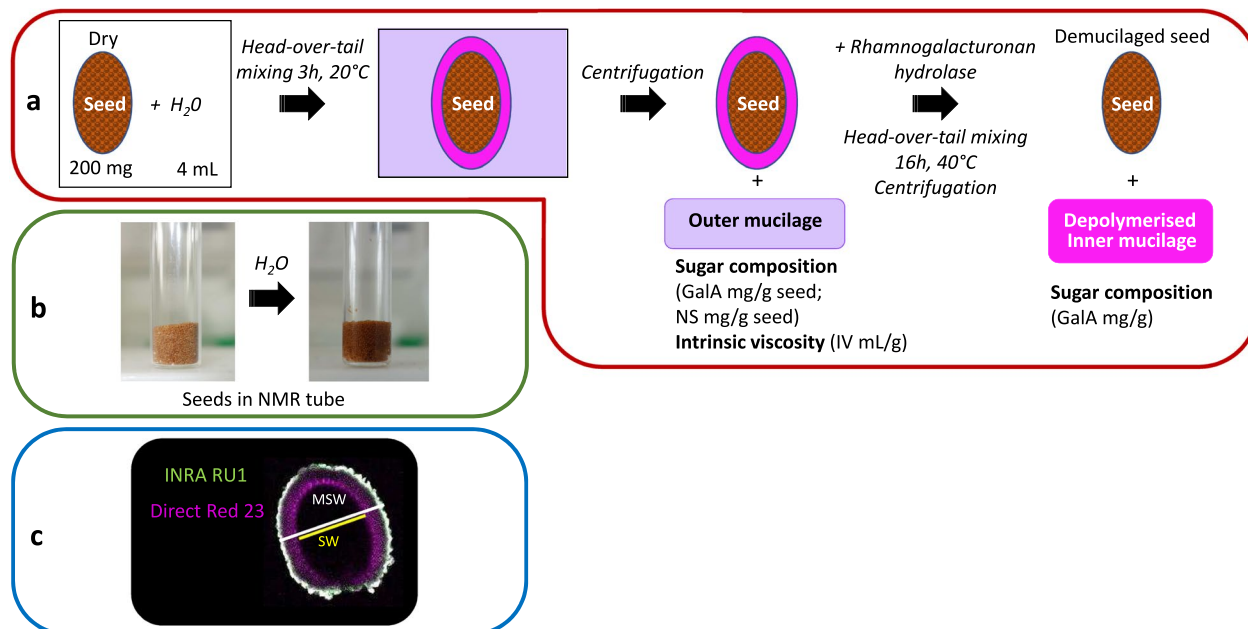 a
Dry
Seed
+ H2O
200 mg
4 mL
Head-over-tail
mixing 3h, 20°C
Seed
Centrifugation
Seed
+
Outer mucilage
Sugar composition
(GalA mg/g seed;
NS mg/g seed)
Intrinsic viscosity (IV mL/g)
+ Rhamnogalacturonan
hydrolase
Head-over-tail mixing
16h, 40°C
Centrifugation
Demucilaged seed
Seed
+
Depolymerised
Inner mucilage
Sugar composition
(GalA mg/g)
b
H2O
Seeds in NMR tube
c
INRA RU1
Direct Red 23
MSW
SW